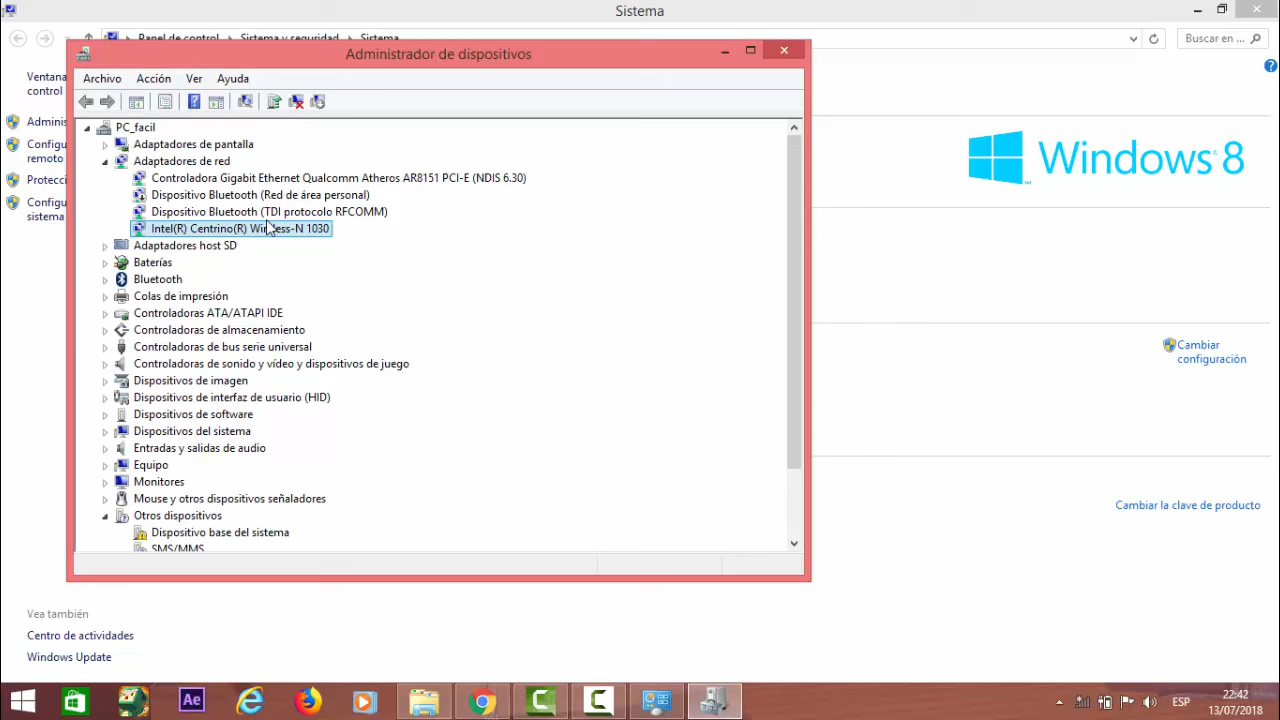 Sistema
Panel de control Sistema y seguridad Sistema
Buscar en ...
Administrador de dispositivos
Archivo Acción Ver Ayuda
Ventana
control
Adminis
Configu
remoto
Protecci
Configu
sistema
PC_facil
Adaptadores de pantalla
Adaptadores de red
Controladora Gigabit Ethernet Qualcomm Atheros AR8151 PCI-E (NDIS 6.30)
Dispositivo Bluetooth (Red de área personal)
Dispositivo Bluetooth (TDI protocolo RFCOMM)
Intel(R) Centrino(R) Wireless-N 1030
Adaptadores host SD
Baterías
Bluetooth
Colas de impresión
Controladoras ATA/ATAPI IDE
Controladoras de almacenamiento
Controladoras de bus serie universal
Controladoras de sonido y vídeo y dispositivos de juego
Dispositivos de imagen
Dispositivos de interfaz de usuario (HID)
Dispositivos de software
Dispositivos del sistema
Entradas y salidas de audio
Equipo
Monitores
Mouse y otros dispositivos señaladores
Otros dispositivos
Dispositivo base del sistema
SMS/MMS
Windows 8
Cambiar
configuración
Cambiar la clave de producto
Vea también
Centro de actividades
Windows Update
Ae
ESP
22:42
13/07/2018